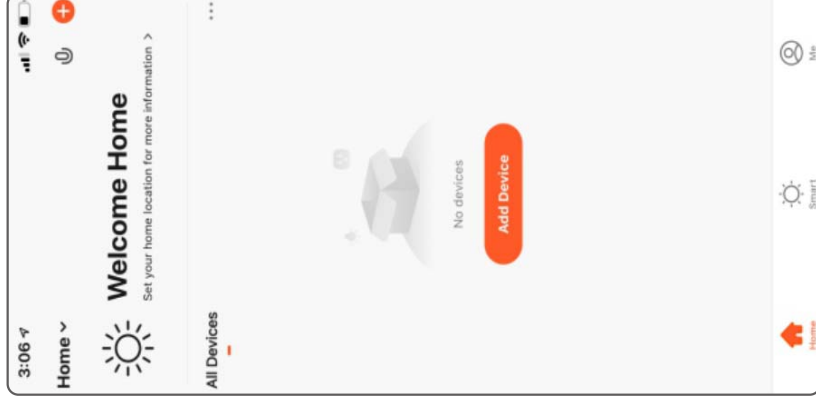 3:06
Home
Welcome Home
Set your home location for more information >
All Devices
No devices
Add Device
Home
Smart
Me